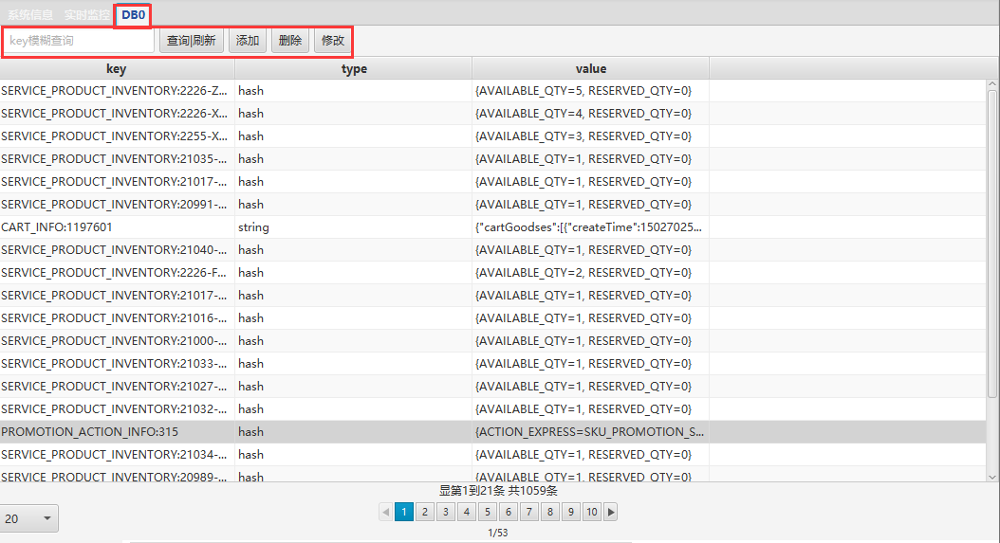 系统信息 实时监控 DB0
key模糊查询 查询|刷新 添加 删除 修改
key type value
SERVICE_PRODUCT_INVENTORY:2226-Z... hash {AVAILABLE_QTY=5, RESERVED_QTY=0}
SERVICE_PRODUCT_INVENTORY:2226-X... hash {AVAILABLE_QTY=4, RESERVED_QTY=0}
SERVICE_PRODUCT_INVENTORY:2255-X... hash {AVAILABLE_QTY=3, RESERVED_QTY=0}
SERVICE_PRODUCT_INVENTORY:21035-... hash {AVAILABLE_QTY=1, RESERVED_QTY=0}
SERVICE_PRODUCT_INVENTORY:21017-... hash {AVAILABLE_QTY=1, RESERVED_QTY=0}
SERVICE_PRODUCT_INVENTORY:20991-... hash {AVAILABLE_QTY=1, RESERVED_QTY=0}
CART_INFO:1197601 string {"cartGoodses":[{"createTime":15027025...
SERVICE_PRODUCT_INVENTORY:21040-... hash {AVAILABLE_QTY=1, RESERVED_QTY=0}
SERVICE_PRODUCT_INVENTORY:2226-F... hash {AVAILABLE_QTY=2, RESERVED_QTY=0}
SERVICE_PRODUCT_INVENTORY:21017-... hash {AVAILABLE_QTY=1, RESERVED_QTY=0}
SERVICE_PRODUCT_INVENTORY:21016-... hash {AVAILABLE_QTY=1, RESERVED_QTY=0}
SERVICE_PRODUCT_INVENTORY:21000-... hash {AVAILABLE_QTY=1, RESERVED_QTY=0}
SERVICE_PRODUCT_INVENTORY:21033-... hash {AVAILABLE_QTY=1, RESERVED_QTY=0}
SERVICE_PRODUCT_INVENTORY:21027-... hash {AVAILABLE_QTY=1, RESERVED_QTY=0}
SERVICE_PRODUCT_INVENTORY:21032-... hash {AVAILABLE_QTY=1, RESERVED_QTY=0}
PROMOTION_ACTION_INFO:315 hash {ACTION_EXPRESS=SKU_PROMOTION_S...
SERVICE_PRODUCT_INVENTORY:21034-... hash {AVAILABLE_QTY=1, RESERVED_QTY=0}
SERVICE_PRODUCT_INVENTORY:20989-... hash {AVAILABLE_QTY=1, RESERVED_QTY=0}
显第1到21条 共1059条
20 1 2 3 4 5 6 7 8 9 10
1/53